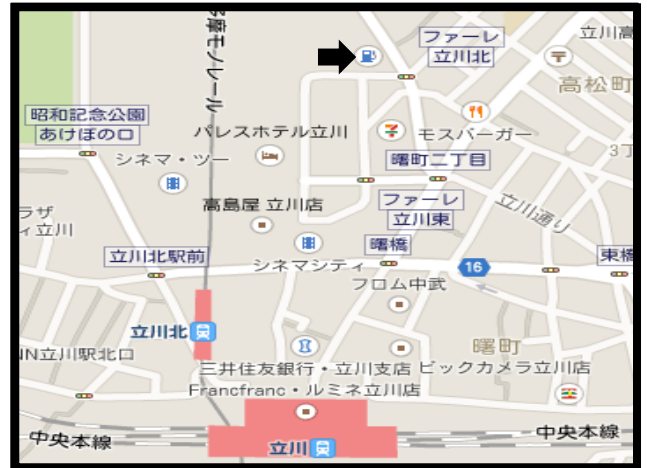 ファーレ
立川北
立川高
高松町
多摩モノレール
昭和記念公園
あけぼの口
パレスホテル立川
モスバーガー
シネマ・ツー
曙町二丁目
3丁
高島屋 立川店
ファーレ
立川東
立川通り
ラザ
ィ立川
立川北駅前
曙橋
東橋
シネマシティ
16
フロム中武
立川北
曙町
NN立川駅北口
三井住友銀行・立川支店
ビックカメラ立川店
Francfranc・ルミネ立川店
中央本線
立川
中央本線